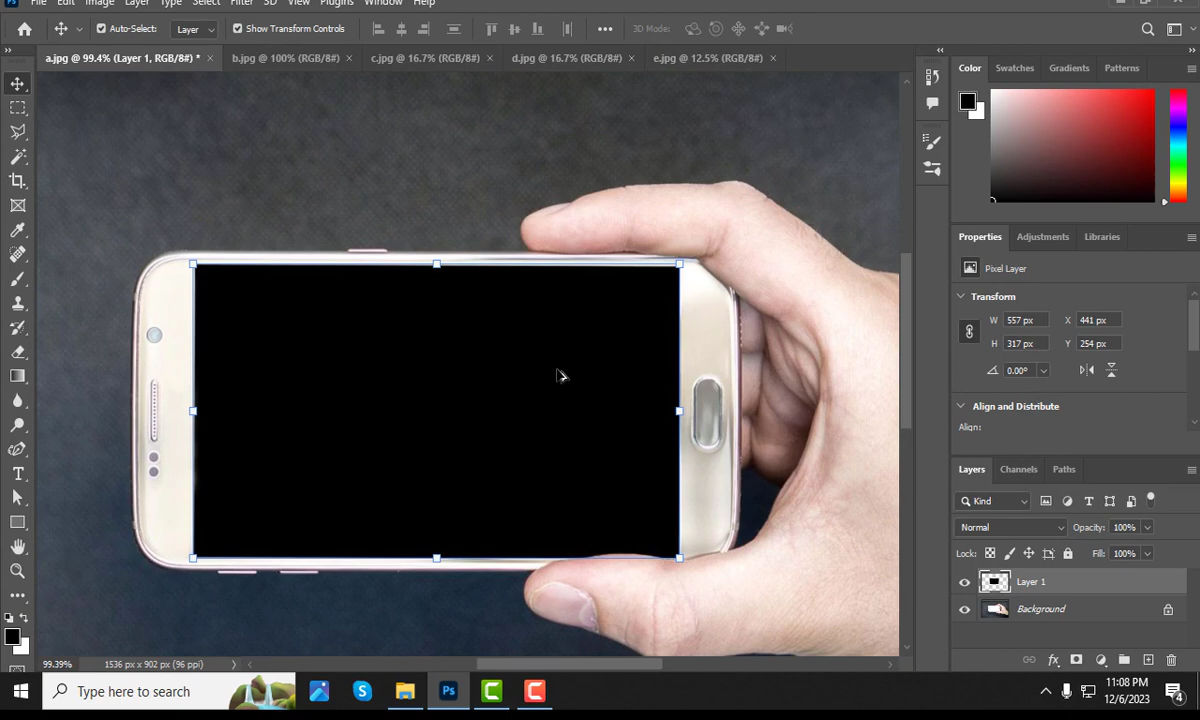 File Edit Image Layer Type Select Filter 3D View Plugins Window Help
Auto-Select: Layer Show Transform Controls 3D Mode:
a.jpg @ 99.4% (Layer 1, RGB/8#) * × b.jpg @ 100% (RGB/8#) × c.jpg @ 16.7% (RGB/8#) × d.jpg @ 16.7% (RGB/8#) × e.jpg @ 12.5% (RGB/8#) ×
Color Swatches Gradients Patterns
Properties Adjustments Libraries
Pixel Layer
Transform
W 557 px X 441 px
H 317 px Y 254 px
0.00°
Align and Distribute
Align:
Layers Channels Paths
Kind
Normal Opacity: 100%
Lock: Fill: 100%
Layer 1
Background
99.39% 1536 px x 902 px (96 ppi)
Ps
Type here to search
11:08 PM
12/6/2023
4